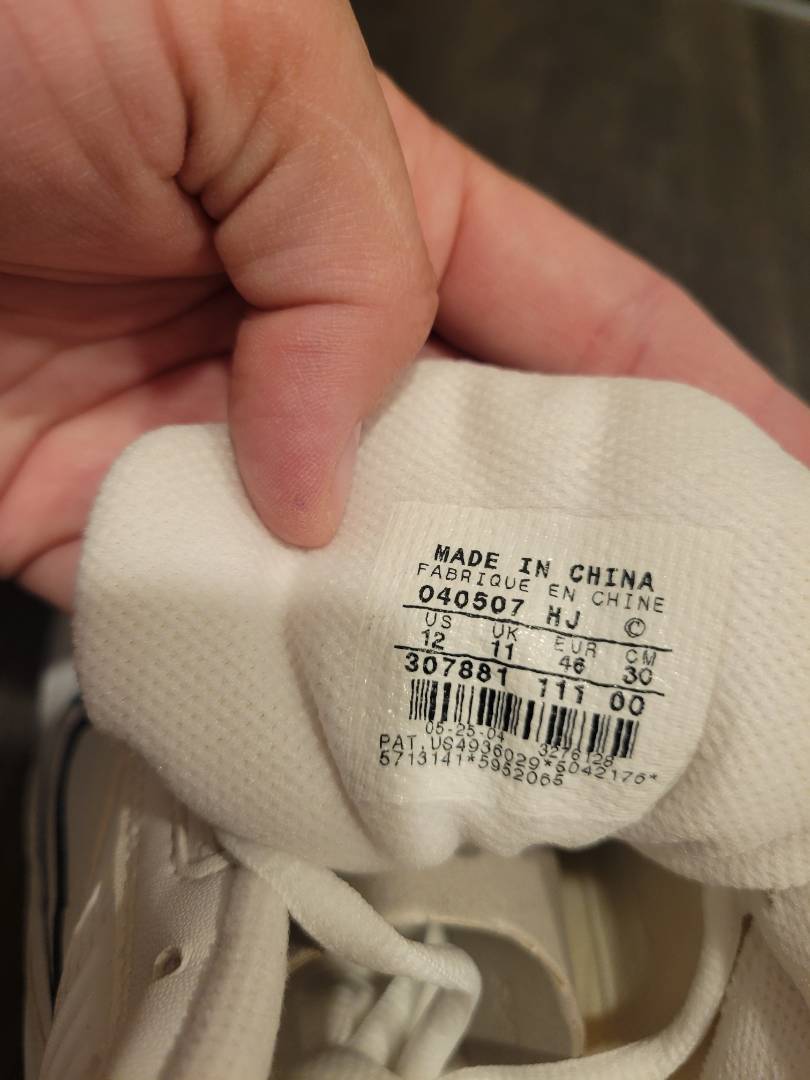 MADE IN CHINA
FABRIQUE EN CHINE
040507 HJ ©
US UK EUR CM
12 11 46 30
307881 111 00
05-25-04 3276128
PAT.US4936029*5042176*
5713141*5952065